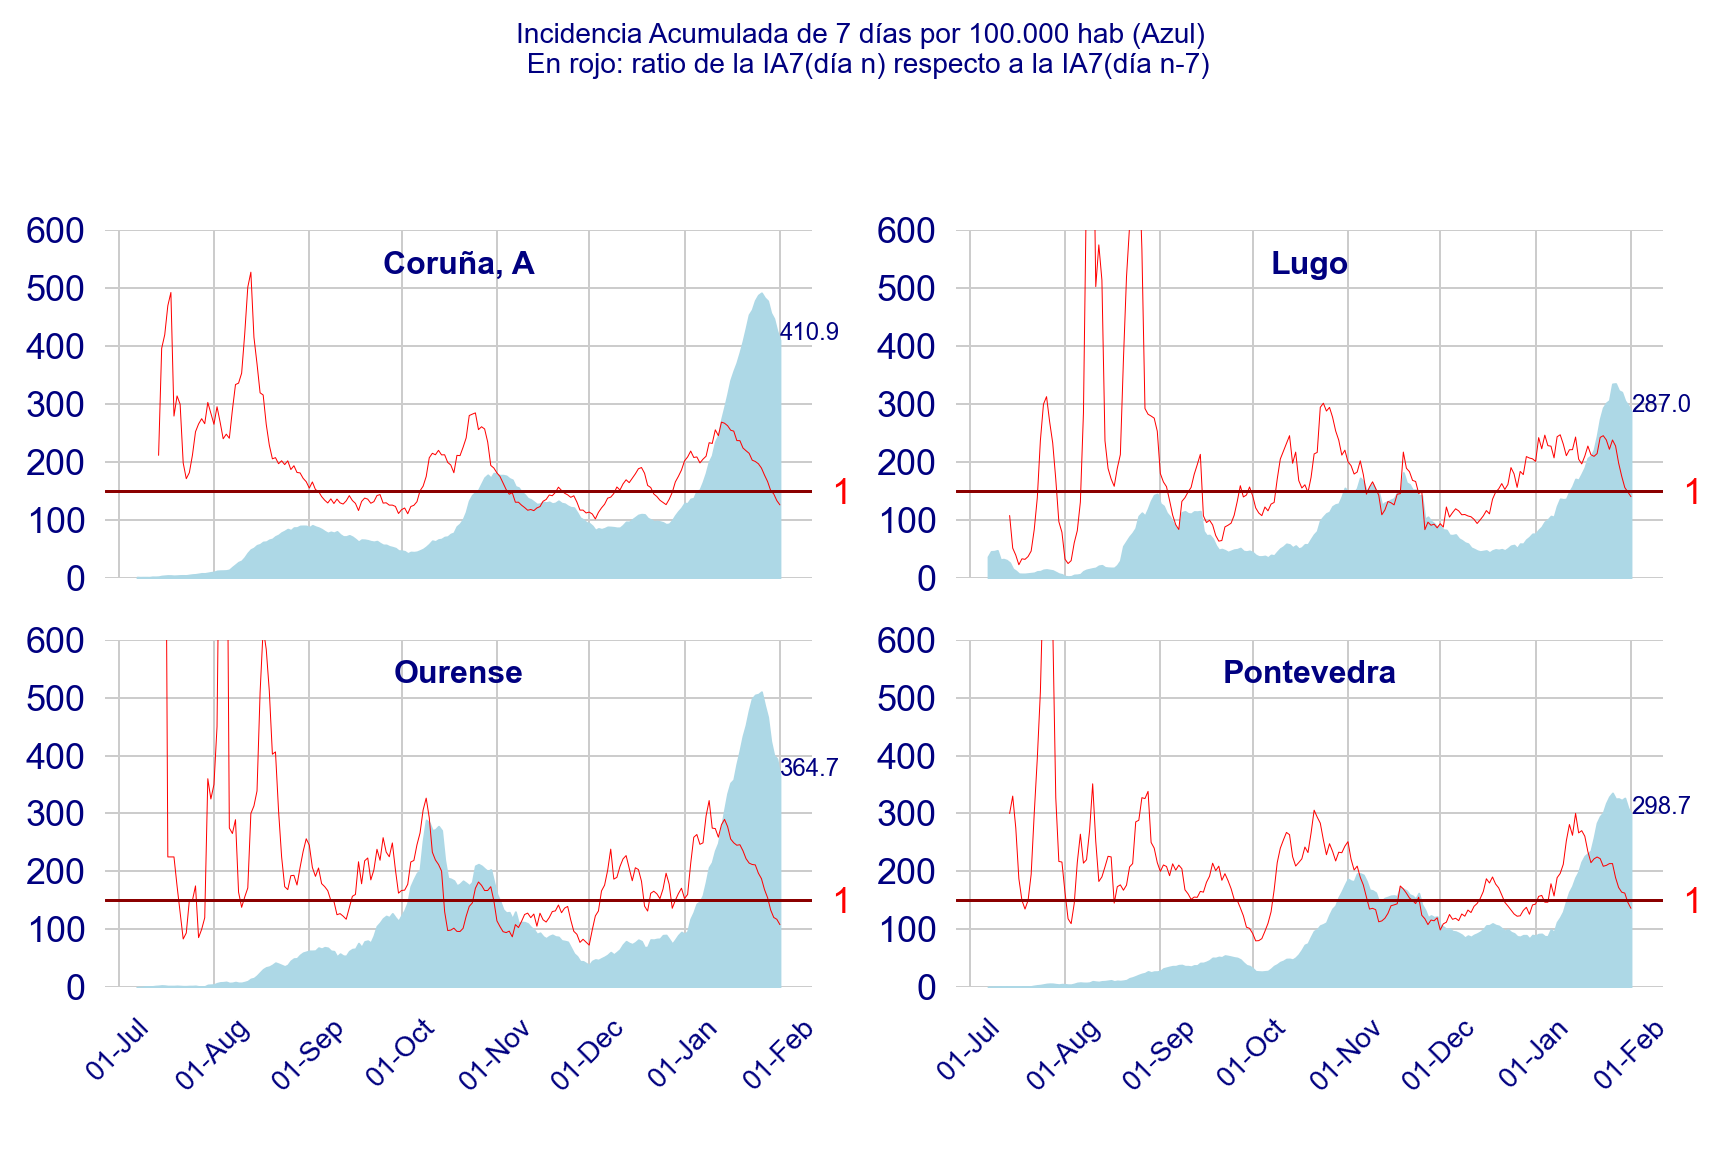 Incidencia Acumulada de 7 días por 100.000 hab (Azul)
En rojo: ratio de la IA7(día n) respecto a la IA7(día n-7)
Coruña, A
600
500
400
300
200
100
0
410.9
1
Lugo
600
500
400
300
200
100
0
287.0
1
Ourense
600
500
400
300
200
100
0
364.7
1
01-Jul
01-Aug
01-Sep
01-Oct
01-Nov
01-Dec
01-Jan
01-Feb
Pontevedra
600
500
400
300
200
100
0
298.7
1
01-Jul
01-Aug
01-Sep
01-Oct
01-Nov
01-Dec
01-Jan
01-Feb